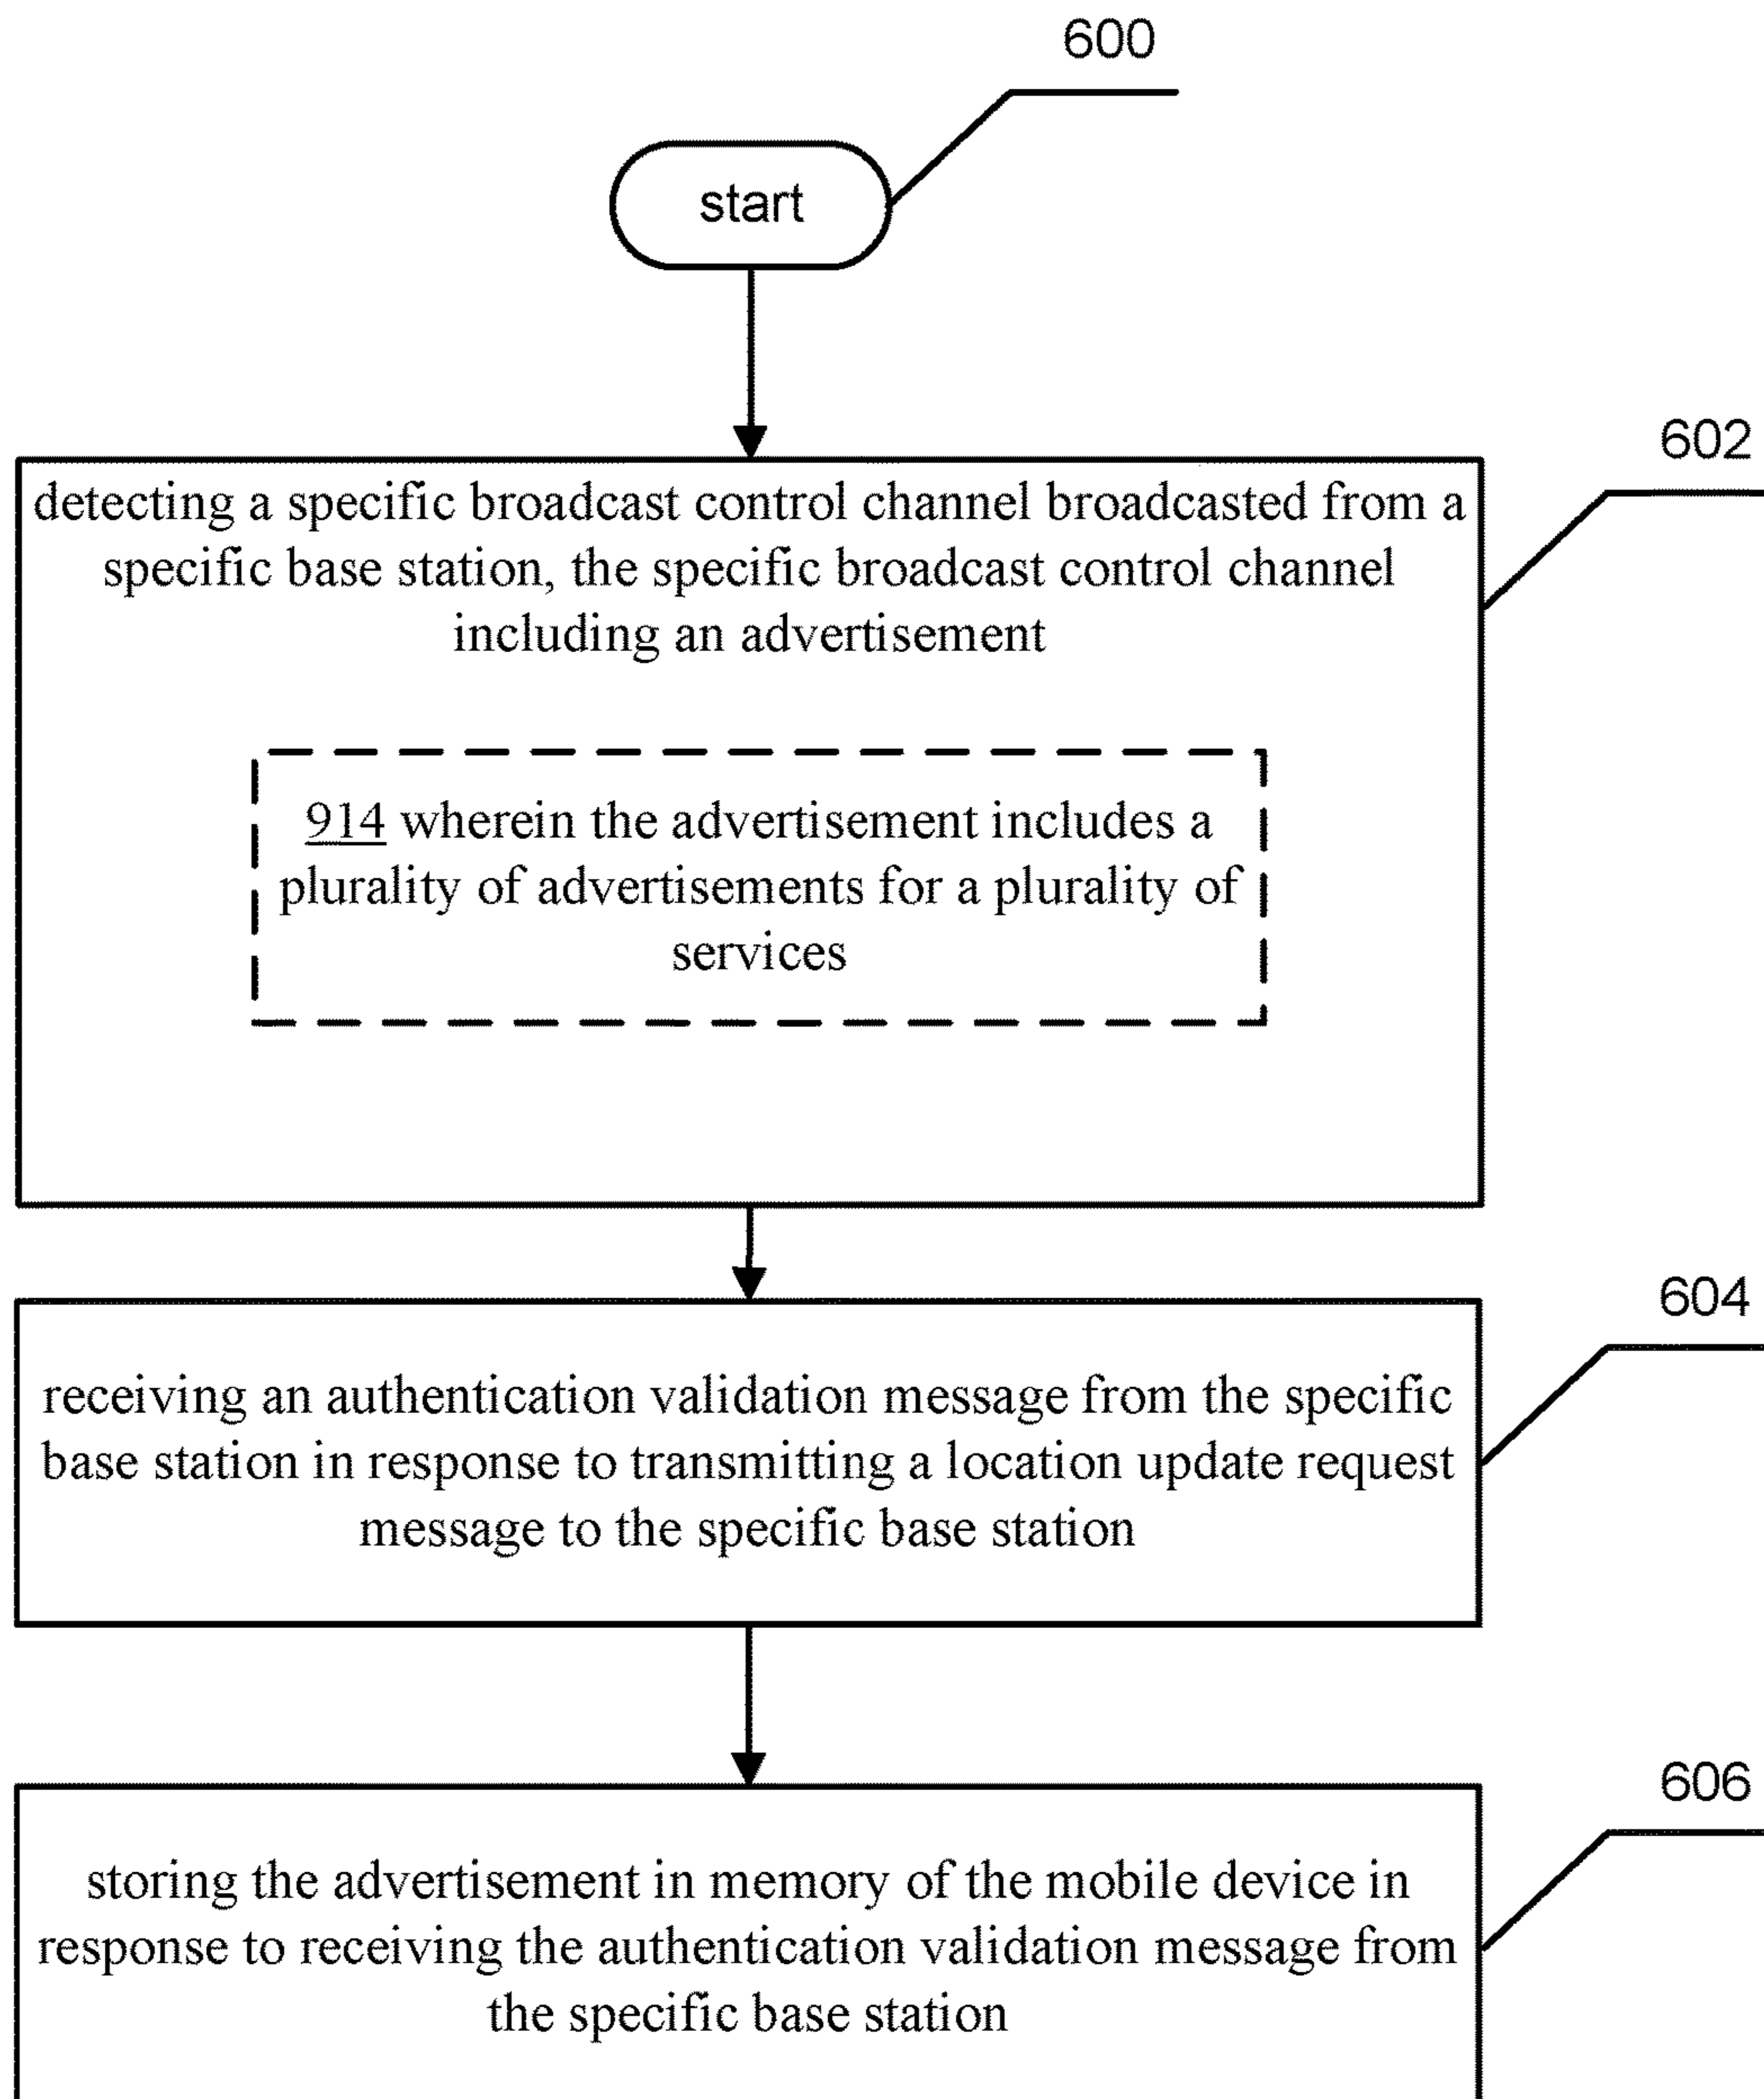 600
start
602
detecting a specific broadcast control channel broadcasted from a
specific base station, the specific broadcast control channel
including an advertisement
914 wherein the advertisement includes a
plurality of advertisements for a plurality of
services
604
receiving an authentication validation message from the specific
base station in response to transmitting a location update request
message to the specific base station
606
storing the advertisement in memory of the mobile device in
response to receiving the authentication validation message from
the specific base station